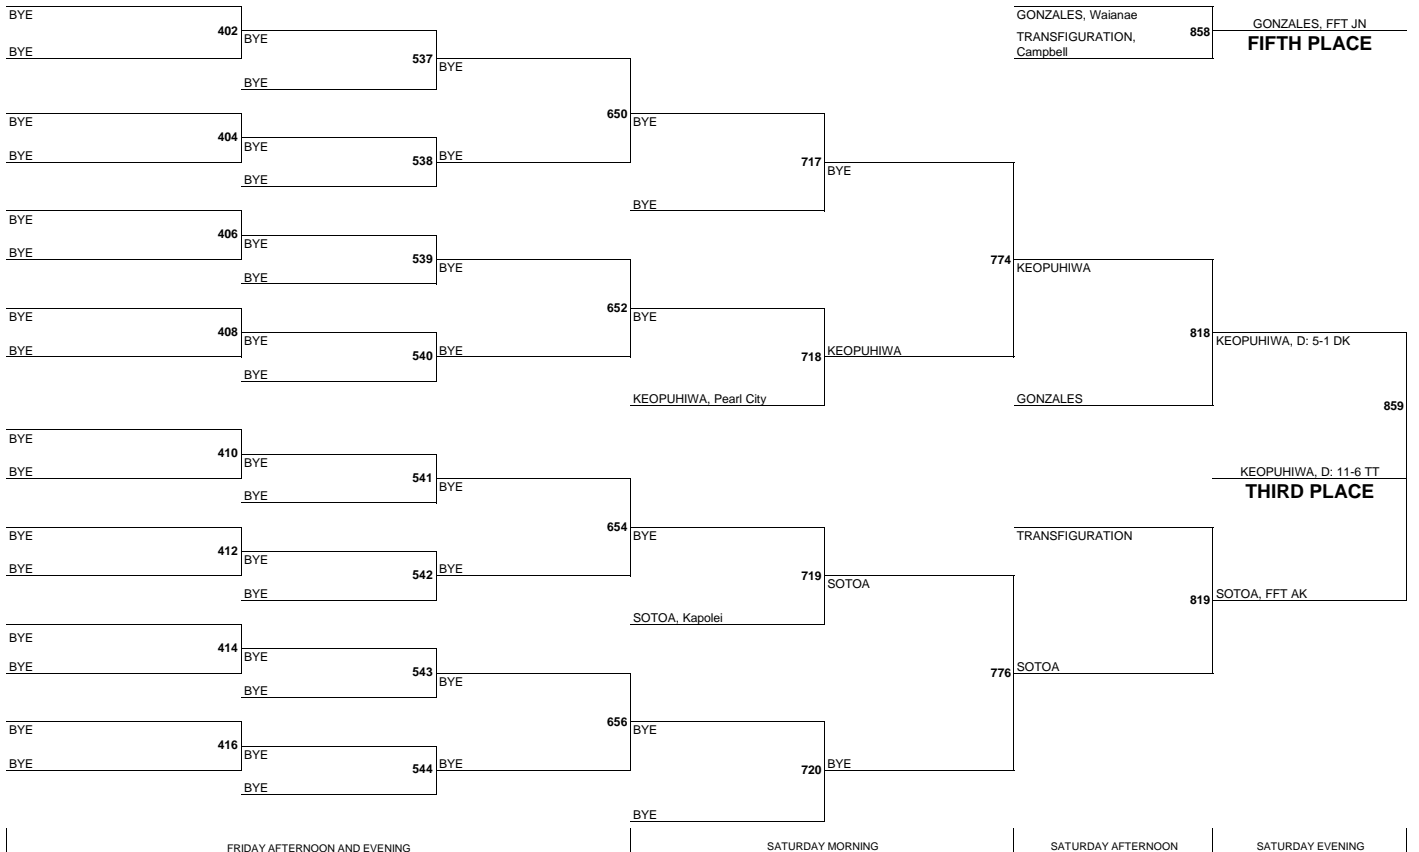 BYE
402
BYE
BYE
537
BYE
BYE
BYE
404
BYE
BYE
538
BYE
BYE
650
BYE
717
BYE
BYE
BYE
406
BYE
BYE
539
BYE
BYE
BYE
408
BYE
BYE
540
BYE
BYE
652
BYE
718
KEOPUHIWA
KEOPUHIWA, Pearl City
774
KEOPUHIWA
818
KEOPUHIWA, D: 5-1 DK
GONZALES
BYE
410
BYE
BYE
541
BYE
BYE
BYE
412
BYE
BYE
542
BYE
BYE
654
BYE
719
SOTOA
SOTOA, Kapolei
BYE
414
BYE
BYE
543
BYE
BYE
BYE
416
BYE
BYE
544
BYE
BYE
656
BYE
720
BYE
BYE
776
SOTOA
TRANSFIGURATION
819
SOTOA, FFT AK
859
KEOPUHIWA, D: 11-6 TT
THIRD PLACE
GONZALES, Waianae
TRANSFIGURATION,
Campbell
858
GONZALES, FFT JN
FIFTH PLACE
FRIDAY AFTERNOON AND EVENING
SATURDAY MORNING
SATURDAY AFTERNOON
SATURDAY EVENING